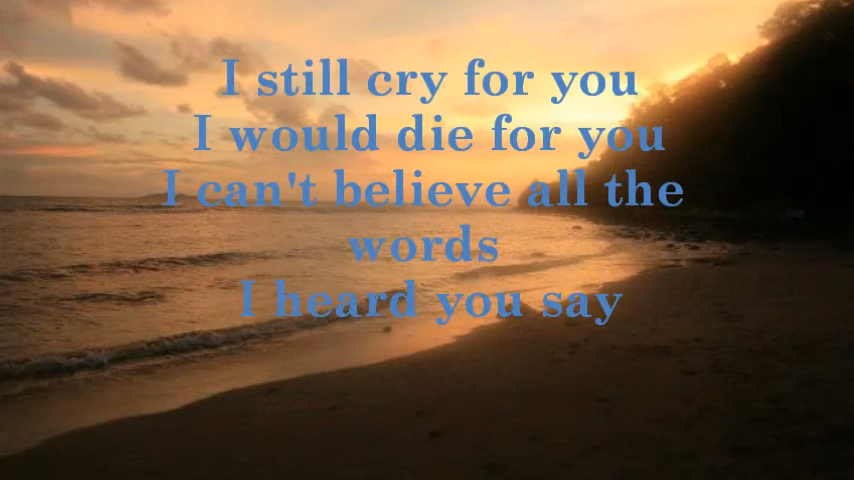 I still cry for you
I would die for you
I can't believe all the
words
I heard you say